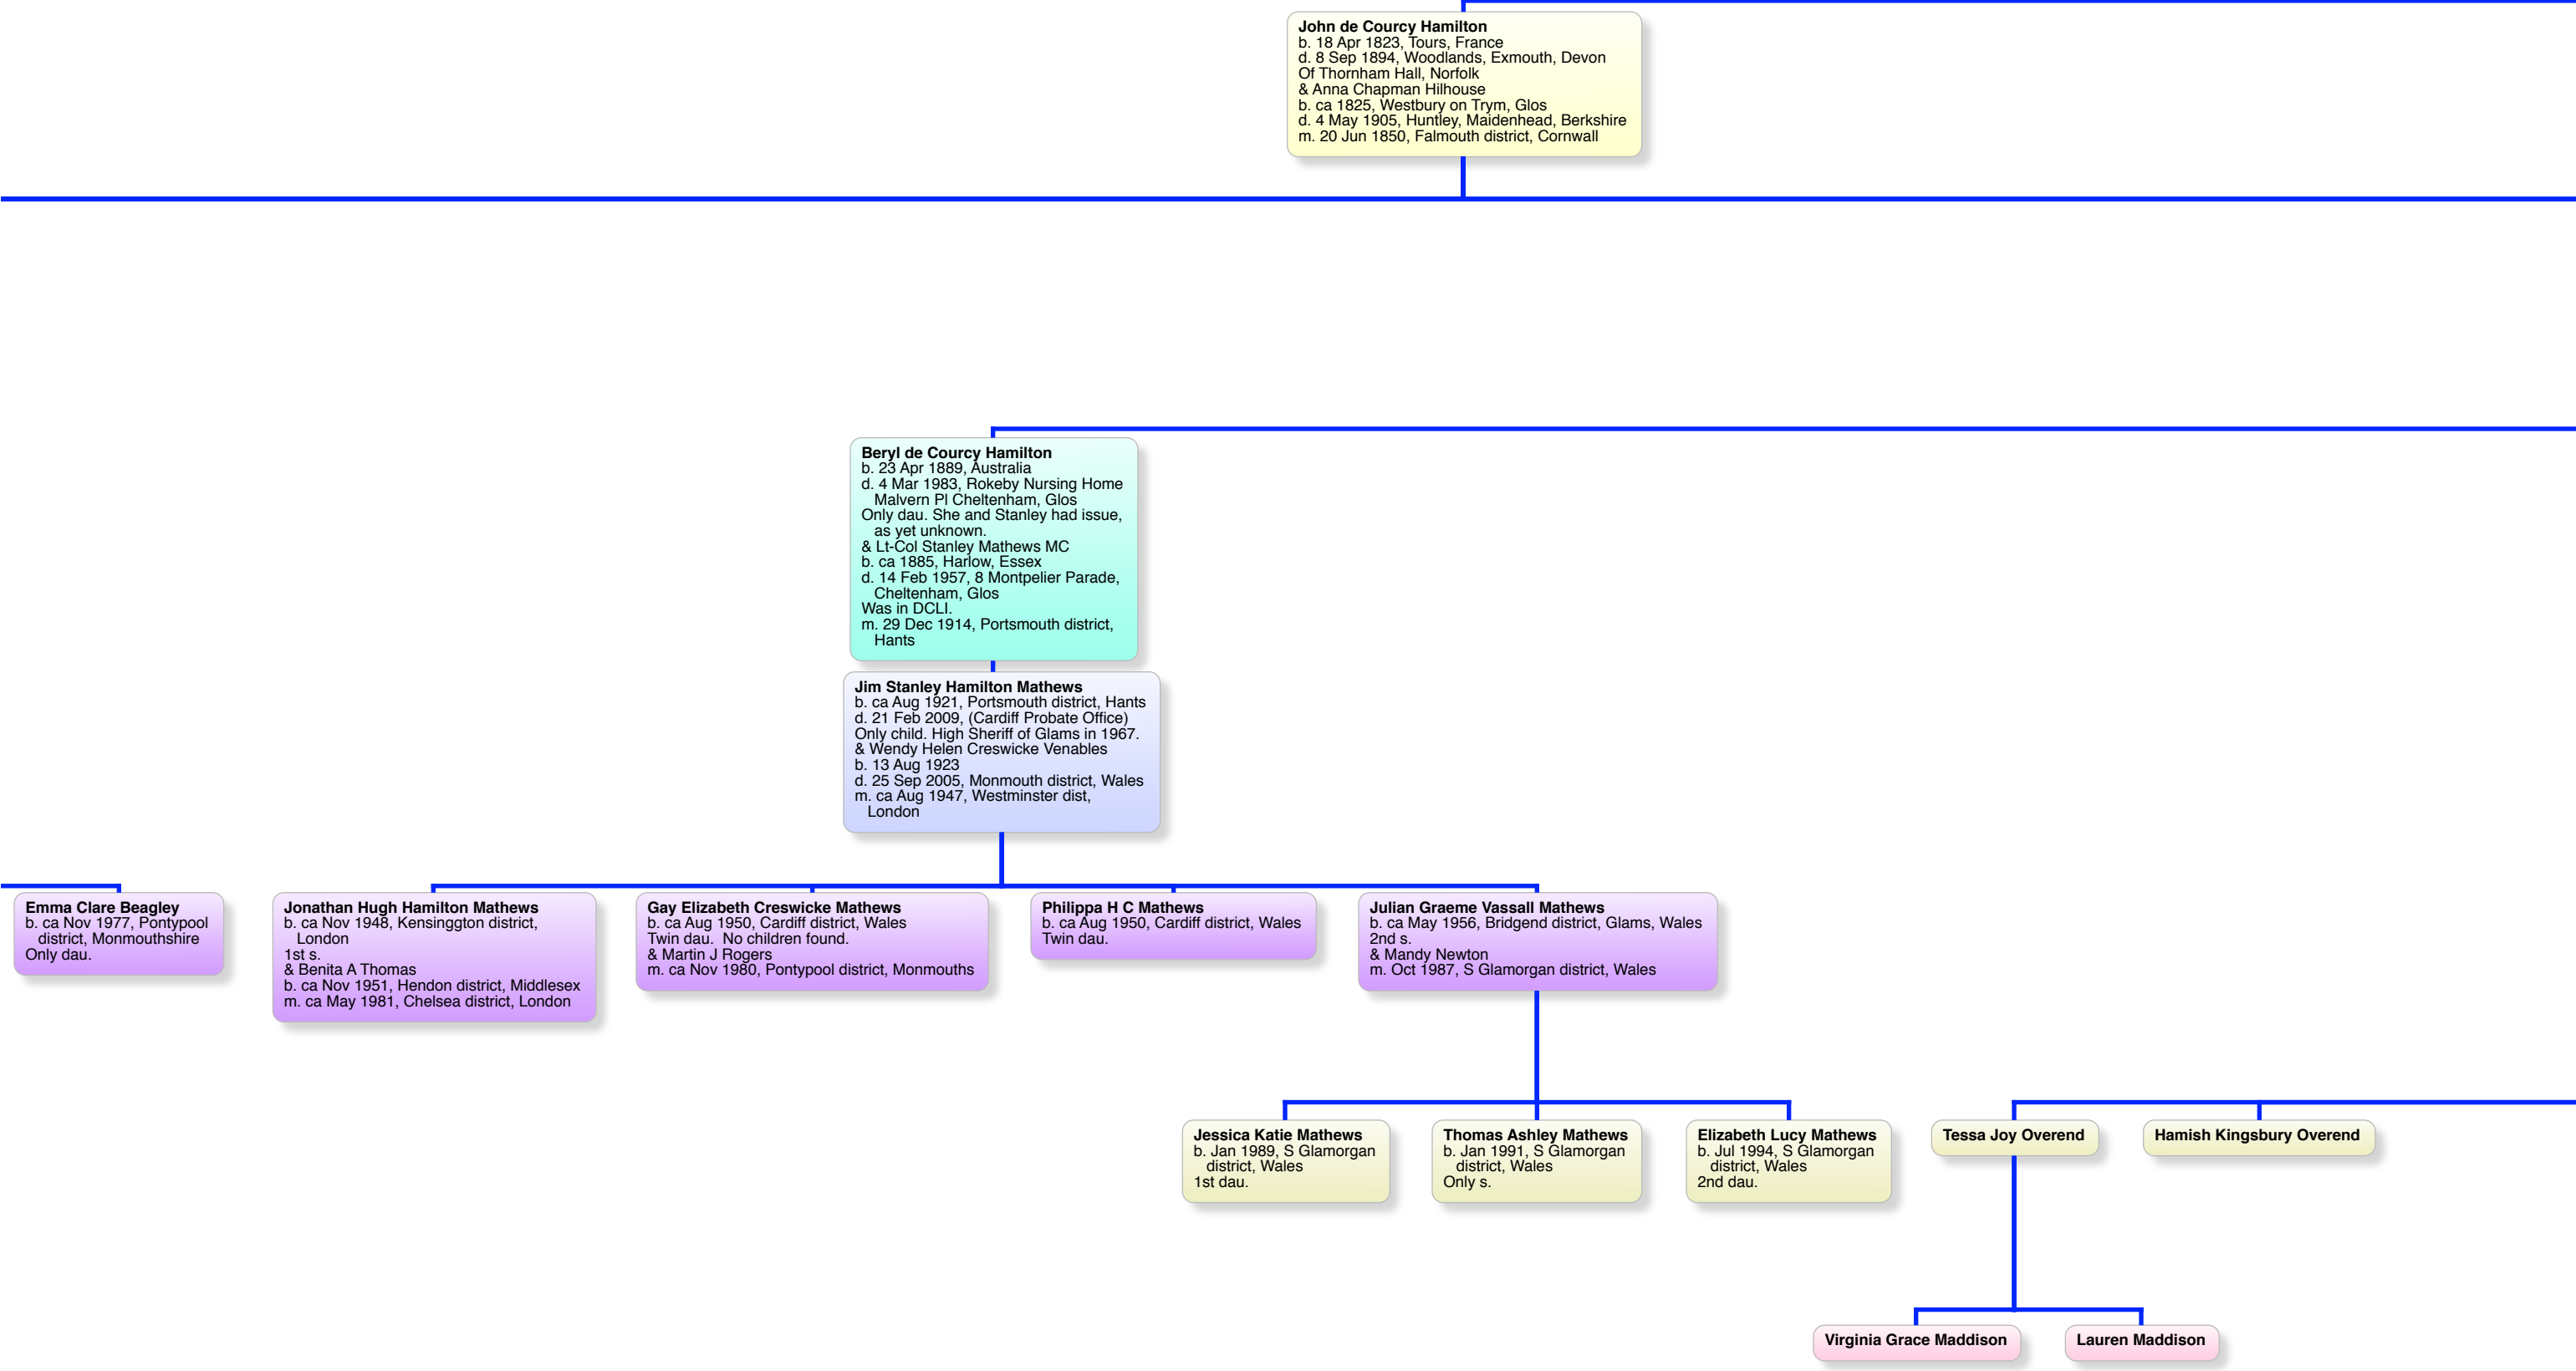 John de Courcy Hamilton
b. 18 Apr 1823, Tours, France
d. 8 Sep 1894, Woodlands, Exmouth, Devon
Of Thornham Hall, Norfolk
& Anna Chapman Hilhouse
b. ca 1825, Westbury on Trym, Glos
d. 4 May 1905, Huntley, Maidenhead, Berkshire
m. 20 Jun 1850, Falmouth district, Cornwall
Beryl de Courcy Hamilton
b. 23 Apr 1889, Australia
d. 4 Mar 1983, Rokeby Nursing Home
Malvern Pl Cheltenham, Glos
Only dau. She and Stanley had issue,
as yet unknown.
& Lt-Col Stanley Mathews MC
b. ca 1885, Harlow, Essex
d. 14 Feb 1957, 8 Montpelier Parade,
Cheltenham, Glos
Was in DCLI.
m. 29 Dec 1914, Portsmouth district,
Hants
Jim Stanley Hamilton Mathews
b. ca Aug 1921, Portsmouth district, Hants
d. 21 Feb 2009, (Cardiff Probate Office)
Only child. High Sheriff of Glams in 1967.
& Wendy Helen Creswicke Venables
b. 13 Aug 1923
d. 25 Sep 2005, Monmouth district, Wales
m. ca Aug 1947, Westminster dist,
London
Emma Clare Beagley
b. ca Nov 1977, Pontypool
district, Monmouthshire
Only dau.
Jonathan Hugh Hamilton Mathews
b. ca Nov 1948, Kensinggton district,
London
1st s.
& Benita A Thomas
b. ca Nov 1951, Hendon district, Middlesex
m. ca May 1981, Chelsea district, London
Gay Elizabeth Creswicke Mathews
b. ca Aug 1950, Cardiff district, Wales
Twin dau.  No children found.
& Martin J Rogers
m. ca Nov 1980, Pontypool district, Monmouths
Philippa H C Mathews
b. ca Aug 1950, Cardiff district, Wales
Twin dau.
Julian Graeme Vassall Mathews
b. ca May 1956, Bridgend district, Glams, Wales
2nd s.
& Mandy Newton
m. Oct 1987, S Glamorgan district, Wales
Jessica Katie Mathews
b. Jan 1989, S Glamorgan
district, Wales
1st dau.
Thomas Ashley Mathews
b. Jan 1991, S Glamorgan
district, Wales
Only s.
Elizabeth Lucy Mathews
b. Jul 1994, S Glamorgan
district, Wales
2nd dau.
Tessa Joy Overend
Hamish Kingsbury Overend
Virginia Grace Maddison
Lauren Maddison